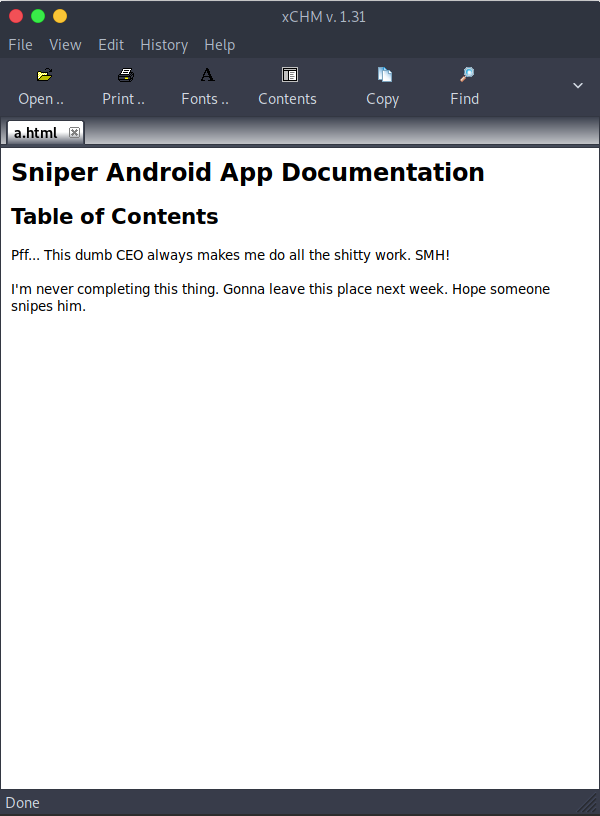 xCHM v. 1.31
File View Edit History Help
Open .. Print .. Fonts .. Contents Copy Find
a.html
Sniper Android App Documentation
Table of Contents
Pff... This dumb CEO always makes me do all the shitty work. SMH!
I'm never completing this thing. Gonna leave this place next week. Hope someone
snipes him.
Done